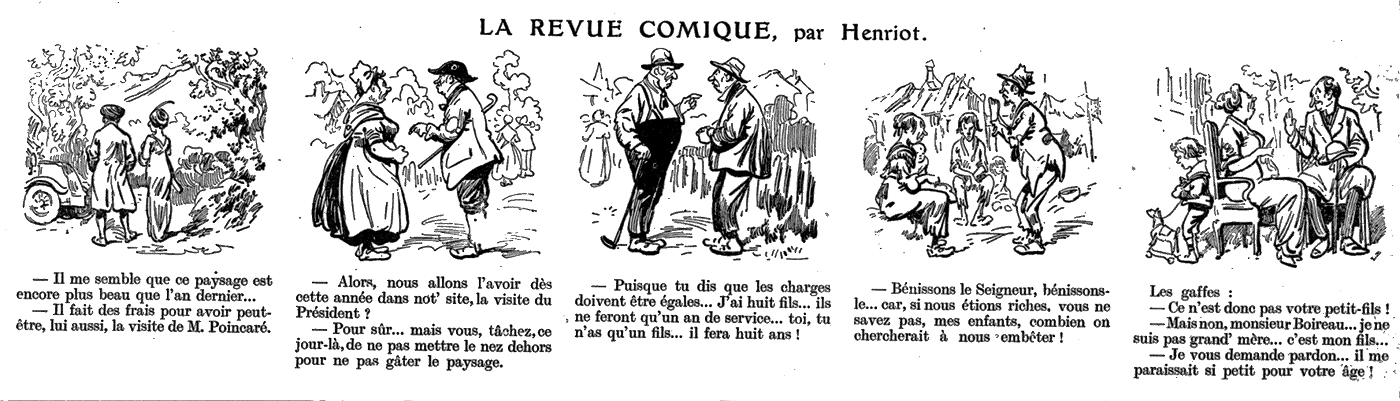 LA REVUE COMIQUE, par Henriot.
— Il me semble que ce paysage est
encore plus beau que l'an dernier...
— Il fait des frais pour avoir peut-
être, lui aussi, la visite de M. Poincaré.
— Alors, nous allons l'avoir dès
cette année dans not' site, la visite du
Président ?
— Pour sûr... mais vous, tâchez, ce
jour-là, de ne pas mettre le nez dehors
pour ne pas gâter le paysage.
— Puisque tu dis que les charges
doivent être égales... J'ai huit fils... ils
ne feront qu'un an de service... toi, tu
n'as qu'un fils... il fera huit ans !
— Bénissons le Seigneur, bénissons-
le... car, si nous étions riches, vous ne
savez pas, mes enfants, combien on
chercherait à nous embêter !
Les gaffes :
— Ce n'est donc pas votre petit-fils !
— Mais non, monsieur Boireau... je ne
suis pas grand' mère... c'est mon fils...
— Je vous demande pardon... il me
paraissait si petit pour votre âge !